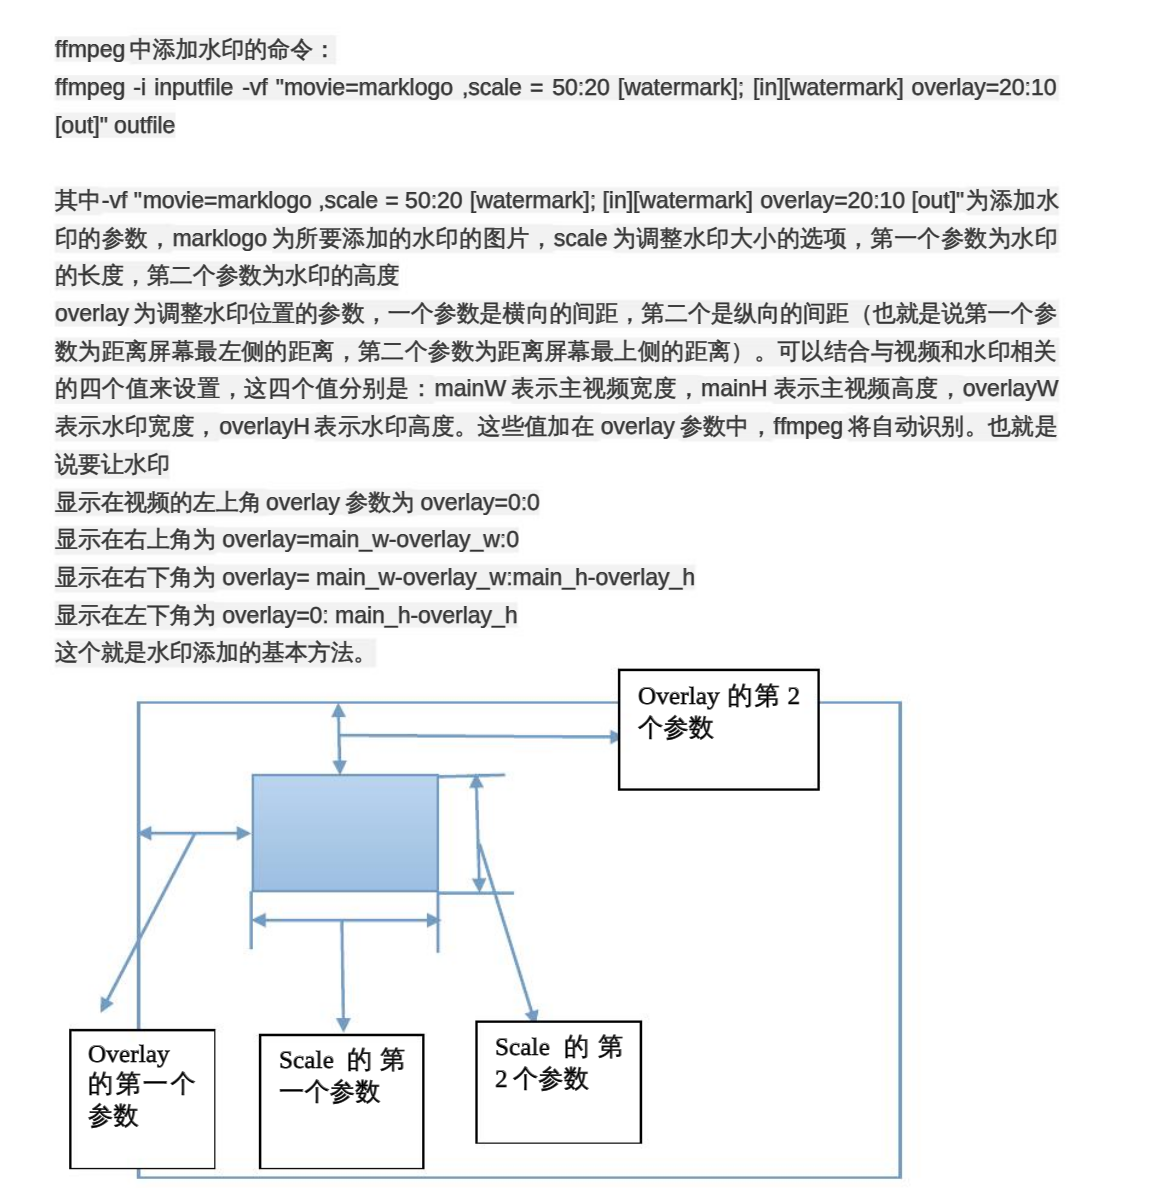 ffmpeg 中添加水印的命令：
ffmpeg -i inputfile -vf "movie=marklogo ,scale = 50:20 [watermark]; [in][watermark] overlay=20:10
[out]" outfile
其中-vf "movie=marklogo ,scale = 50:20 [watermark]; [in][watermark] overlay=20:10 [out]"为添加水
印的参数，marklogo 为所要添加的水印的图片，scale 为调整水印大小的选项，第一个参数为水印
的长度，第二个参数为水印的高度
overlay 为调整水印位置的参数，一个参数是横向的间距，第二个是纵向的间距（也就是说第一个参
数为距离屏幕最左侧的距离，第二个参数为距离屏幕最上侧的距离）。可以结合与视频和水印相关
的四个值来设置，这四个值分别是：mainW 表示主视频宽度，mainH 表示主视频高度，overlayW
表示水印宽度，overlayH 表示水印高度。这些值加在 overlay 参数中，ffmpeg 将自动识别。也就是
说要让水印
显示在视频的左上角 overlay 参数为 overlay=0:0
显示在右上角为 overlay=main_w-overlay_w:0
显示在右下角为 overlay= main_w-overlay_w:main_h-overlay_h
显示在左下角为 overlay=0: main_h-overlay_h
这个就是水印添加的基本方法。
Overlay 的第 2
个参数
Overlay
的第一个
参数
Scale 的 第
一个参数
Scale 的 第
2 个参数